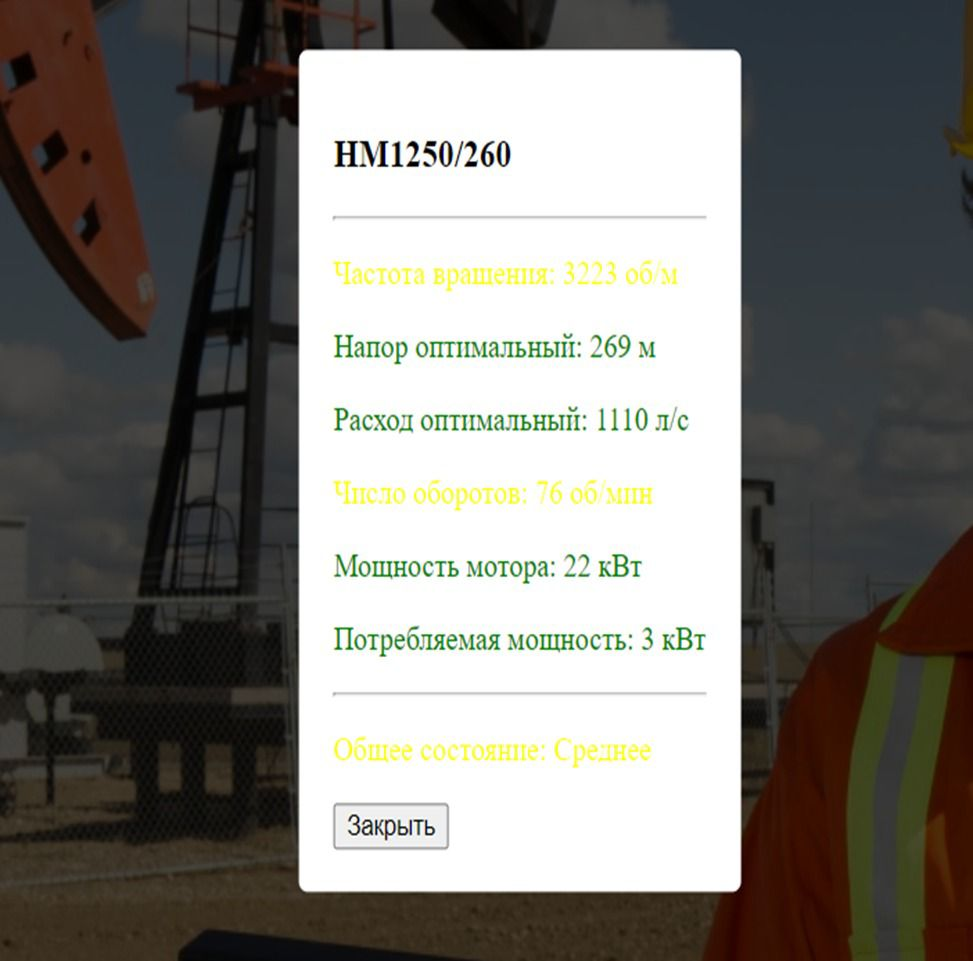 НМ1250/260
Частота вращения: 3223 об/м
Напор оптимальный: 269 м
Расход оптимальный: 1110 л/с
Число оборотов: 76 об/мин
Мощность мотора: 22 кВт
Потребляемая мощность: 3 кВт
Общее состояние: Среднее
Закрыть